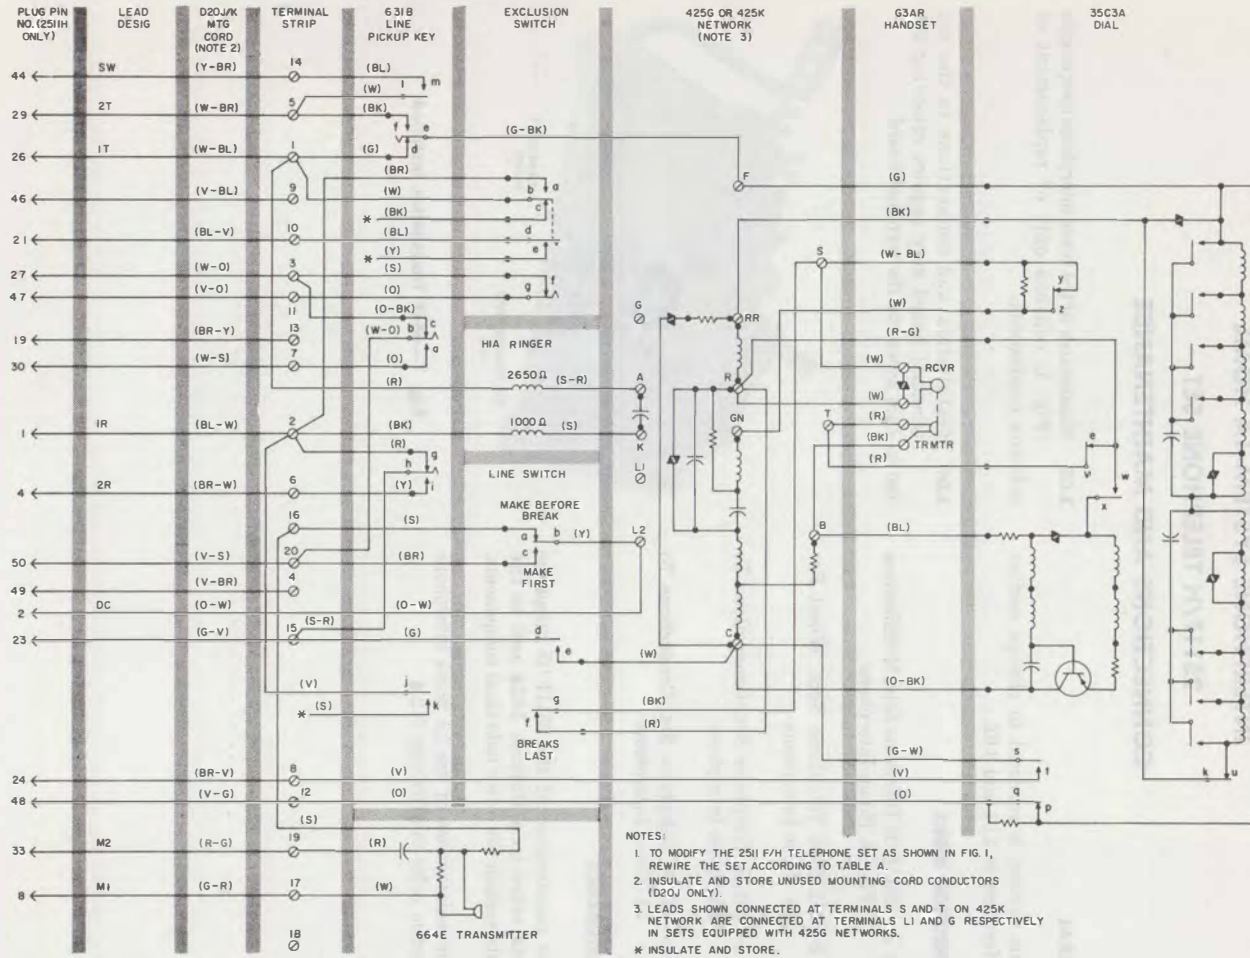 PLUG PIN NO. (2511H ONLY)
LEAD DESIG
D20J/K MTG CORD (NOTE 2)
TERMINAL STRIP
631B LINE PICKUP KEY
EXCLUSION SWITCH
425G OR 425K NETWORK (NOTE 3)
G3AR HANDSET
35C3A DIAL
44 SW (Y-BR) 14 (BL) m
(W) l
29 2T (W-BR) 5 (BK) f e
(G-BK)
26 1T (W-BL) 1 (G) d
(BR) a
F (G)
46 (V-BL) 9 (W) b
(BK) c
* (BK)
21 (BL-V) 10 (BL) d
* (Y) e
S (W-BL)
27 (W-O) 3 (S) f
y
47 (V-O) 11 (O) g
(W) z
(O-BK) c
G RR
19 (BR-Y) 13 (W-O) b
(R-G)
H1A RINGER
30 (W-S) 7 (O) a
(W) RCVR
(R) 2650Ω (S-R) A R
(W)
1 1R (BL-W) 2 (BK) 1000Ω (S) K
GN T (R)
(BK) TRMTR
(R) g
(R) e
h
LINE SWITCH
L1
v w
4 2R (BR-W) 6 (Y) i
x
MAKE BEFORE BREAK
16 (S) a b (Y) L2 B (BL)
50 (V-S) 20 (BR) c
MAKE FIRST
49 (V-BR) 4
2 DC (O-W) (O-W)
(S-R)
23 (G-V) 15 (G) d
e (W) C
(O-BK)
(V) j
* (S) k
g (BK)
f (R)
BREAKS LAST
(G-W) s
24 (BR-V) 8 (V) (V) t
k u
48 (V-G) 12 (O) (O) q
p
(S)
33 M2 (R-G) 19 (R)
8 M1 (G-R) 17 (W)
664E TRANSMITTER
18
NOTES:
1. TO MODIFY THE 2511 F/H TELEPHONE SET AS SHOWN IN FIG. 1,
REWIRE THE SET ACCORDING TO TABLE A.
2. INSULATE AND STORE UNUSED MOUNTING CORD CONDUCTORS
(D20J ONLY).
3. LEADS SHOWN CONNECTED AT TERMINALS S AND T ON 425K
NETWORK ARE CONNECTED AT TERMINALS L1 AND G RESPECTIVELY
IN SETS EQUIPPED WITH 425G NETWORKS.
* INSULATE AND STORE.